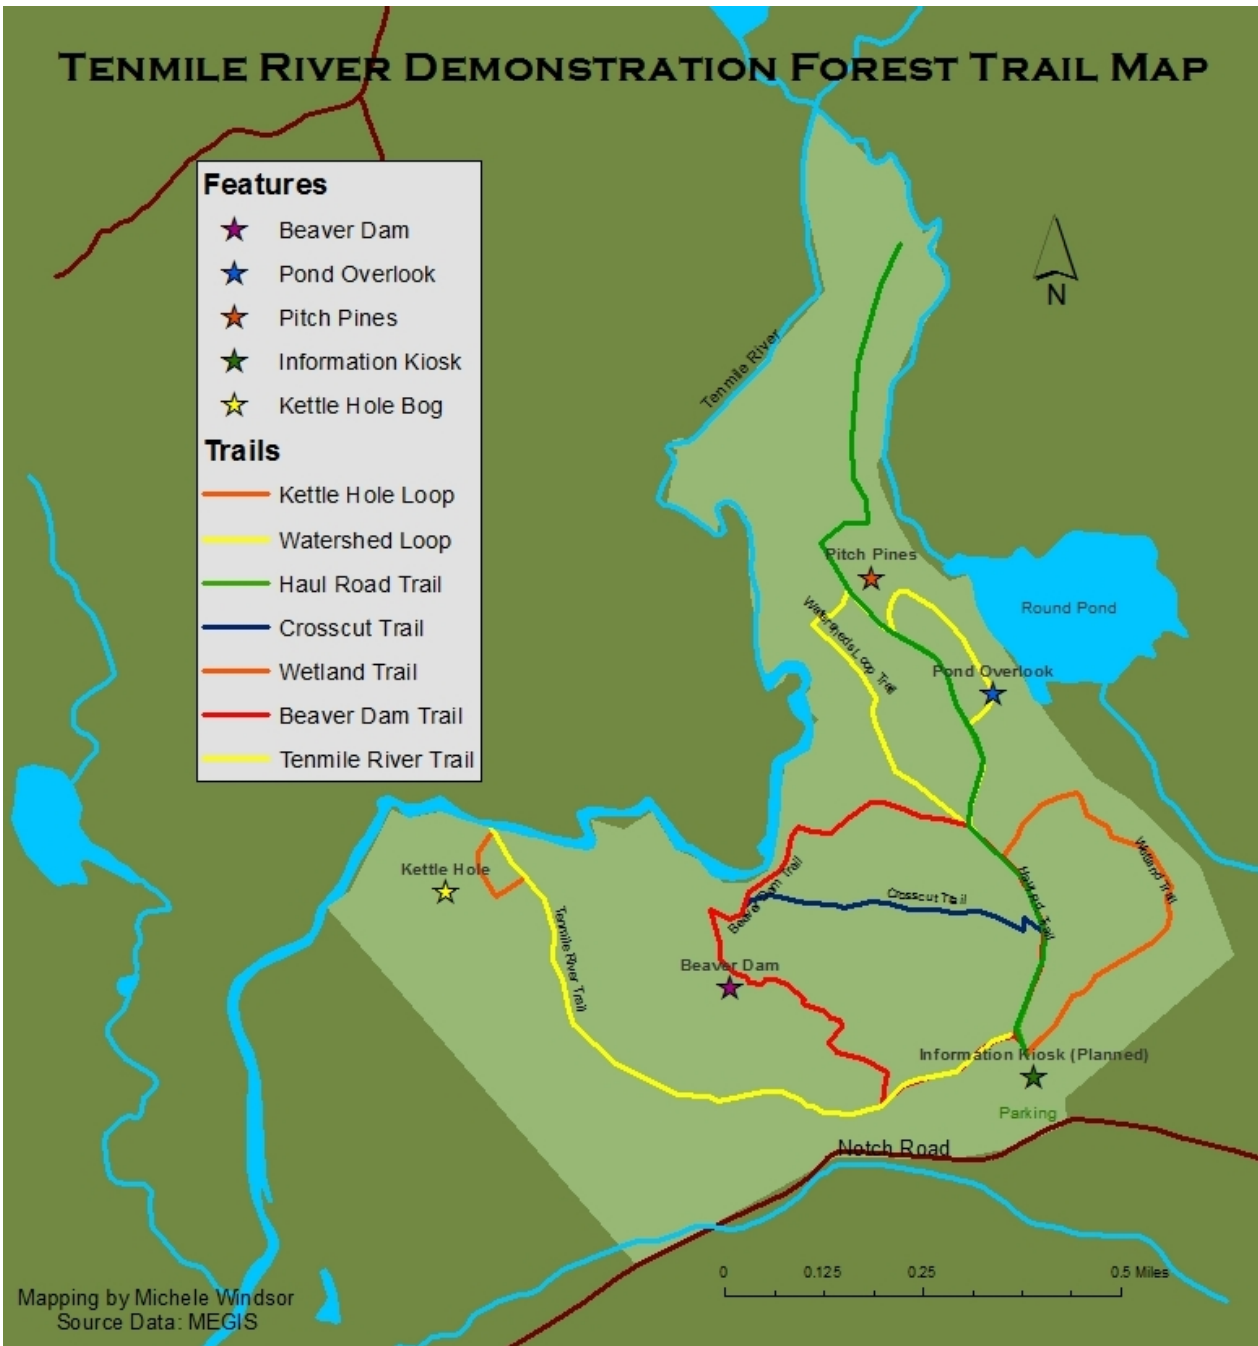 TENMILE RIVER DEMONSTRATION FOREST TRAIL MAP
Features
Beaver Dam
Pond Overlook
Pitch Pines
Information Kiosk
Kettle Hole Bog
Trails
Kettle Hole Loop
Watershed Loop
Haul Road Trail
Crosscut Trail
Wetland Trail
Beaver Dam Trail
Tenmile River Trail
N
Tenmile River
Pitch Pines
Round Pond
Watersheds Loop Trail
Pond Overlook
Kettle Hole
Wetland Trail
Beaver Dam Trail
Crosscut Trail
Trail
Tenmile River Trail
Beaver Dam
Information Kiosk (Planned)
Parking
Notch Road
0 0.125 0.25 0.5 Miles
Mapping by Michele Windsor
Source Data: MEGIS